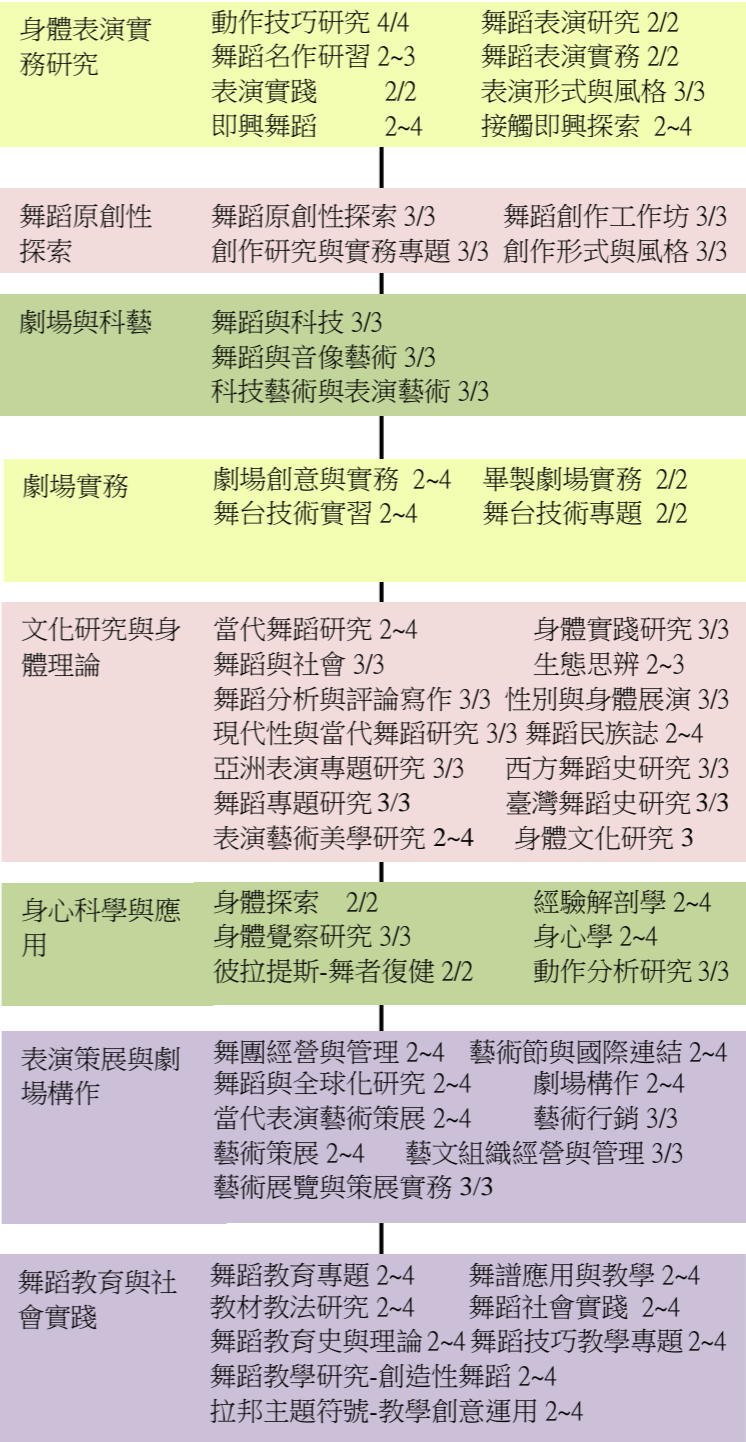 身體表演實
務研究
動作技巧研究 4/4 舞蹈表演研究 2/2
舞蹈名作研習 2~3 舞蹈表演實務 2/2
表演實踐 2/2 表演形式與風格 3/3
即興舞蹈 2~4 接觸即興探索 2~4
舞蹈原創性
探索
舞蹈原創性探索 3/3 舞蹈創作工作坊 3/3
創作研究與實務專題 3/3 創作形式與風格 3/3
劇場與科藝
舞蹈與科技 3/3
舞蹈與音像藝術 3/3
科技藝術與表演藝術 3/3
劇場實務
劇場創意與實務 2~4 畢製劇場實務 2/2
舞台技術實習 2~4 舞台技術專題 2/2
文化研究與身
體理論
當代舞蹈研究 2~4 身體實踐研究 3/3
舞蹈與社會 3/3 生態思辨 2~3
舞蹈分析與評論寫作 3/3 性別與身體展演 3/3
現代性與當代舞蹈研究 3/3 舞蹈民族誌 2~4
亞洲表演專題研究 3/3 西方舞蹈史研究 3/3
舞蹈專題研究 3/3 臺灣舞蹈史研究 3/3
表演藝術美學研究 2~4 身體文化研究 3
身心科學與應
用
身體探索 2/2 經驗解剖學 2~4
身體覺察研究 3/3 身心學 2~4
彼拉提斯-舞者復健 2/2 動作分析研究 3/3
表演策展與劇
場構作
舞團經營與管理 2~4 藝術節與國際連結 2~4
舞蹈與全球化研究 2~4 劇場構作 2~4
當代表演藝術策展 2~4 藝術行銷 3/3
藝術策展 2~4 藝文組織經營與管理 3/3
藝術展覽與策展實務 3/3
舞蹈教育與社
會實踐
舞蹈教育專題 2~4 舞譜應用與教學 2~4
教材教法研究 2~4 舞蹈社會實踐 2~4
舞蹈教育史與理論 2~4 舞蹈技巧教學專題 2~4
舞蹈教學研究-創造性舞蹈 2~4
拉邦主題符號-教學創意運用 2~4